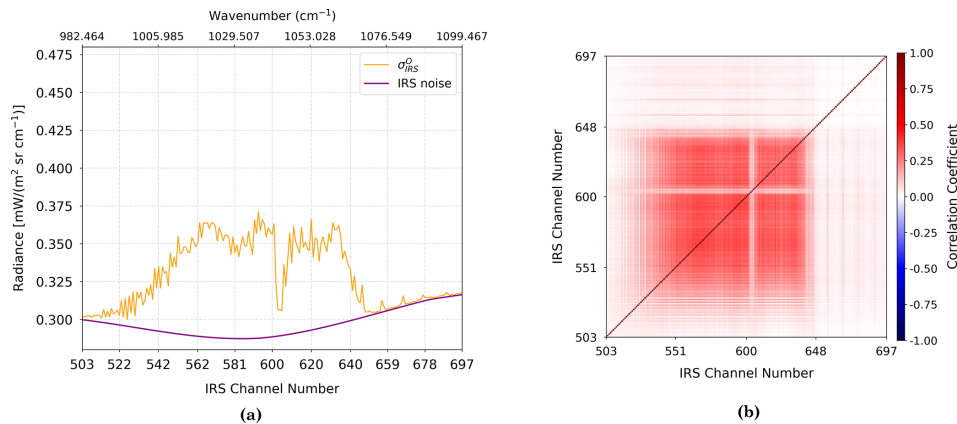 Wavenumber (cm⁻¹)
982.464 1005.985 1029.507 1053.028 1076.549 1099.467
0.475
0.450
0.425
0.400
0.375
0.350
0.325
0.300
Radiance [mW/(m² sr cm⁻¹)]
σᴼ_IRS
IRS noise
503 522 542 562 581 600 620 640 659 678 697
IRS Channel Number
(a)
697
648
600
551
503
IRS Channel Number
503 551 600 648 697
IRS Channel Number
1.00
0.75
0.50
0.25
0.00
-0.25
-0.50
-0.75
-1.00
Correlation Coefficient
(b)